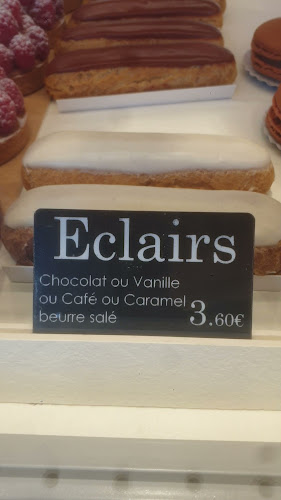 Eclairs
Chocolat ou Vanille
ou Café ou Caramel
beurre salé 3.60€